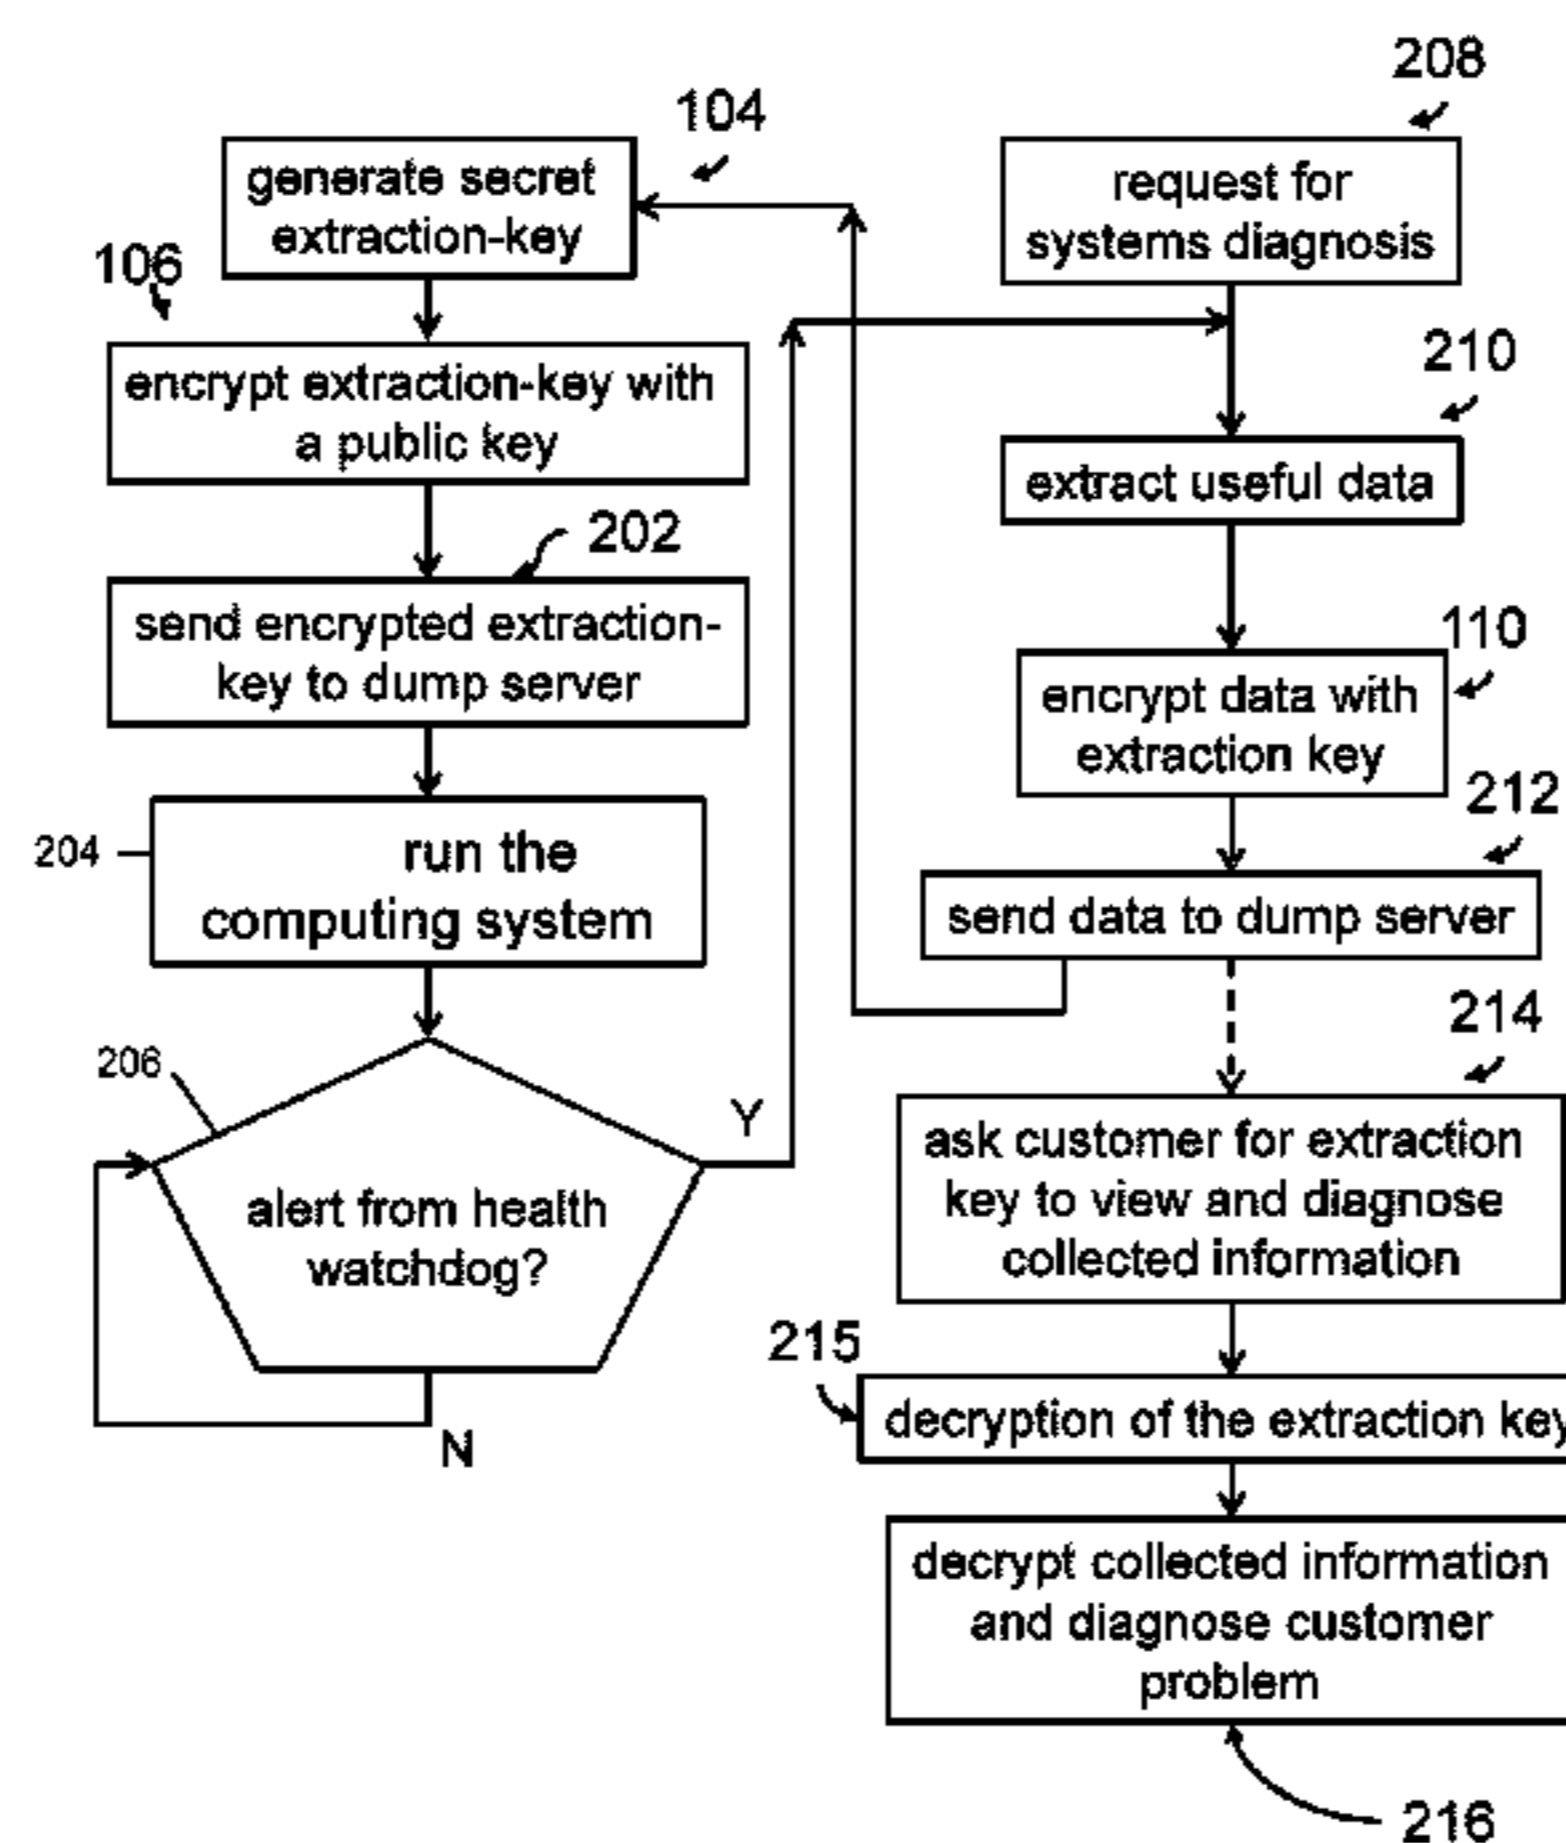 104
generate secret
extraction-key
106
encrypt extraction-key with
a public key
202
send encrypted extraction-
key to dump server
204
run the
computing system
206
alert from health
watchdog?
Y
N
208
request for
systems diagnosis
210
extract useful data
110
encrypt data with
extraction key
212
send data to dump server
214
ask customer for extraction
key to view and diagnose
collected information
215
decryption of the extraction key
decrypt collected information
and diagnose customer
problem
216